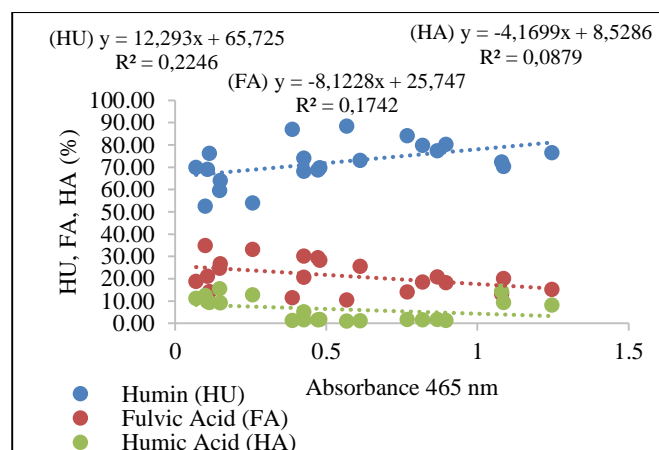 (HU) y = 12,293x + 65,725
R² = 0,2246
(HA) y = -4,1699x + 8,5286
R² = 0,0879
(FA) y = -8,1228x + 25,747
R² = 0,1742
HU, FA, HA (%)
100.00
90.00
80.00
70.00
60.00
50.00
40.00
30.00
20.00
10.00
0.00
0 0.5 1 1.5
Absorbance 465 nm
Humin (HU)
Fulvic Acid (FA)
Humic Acid (HA)